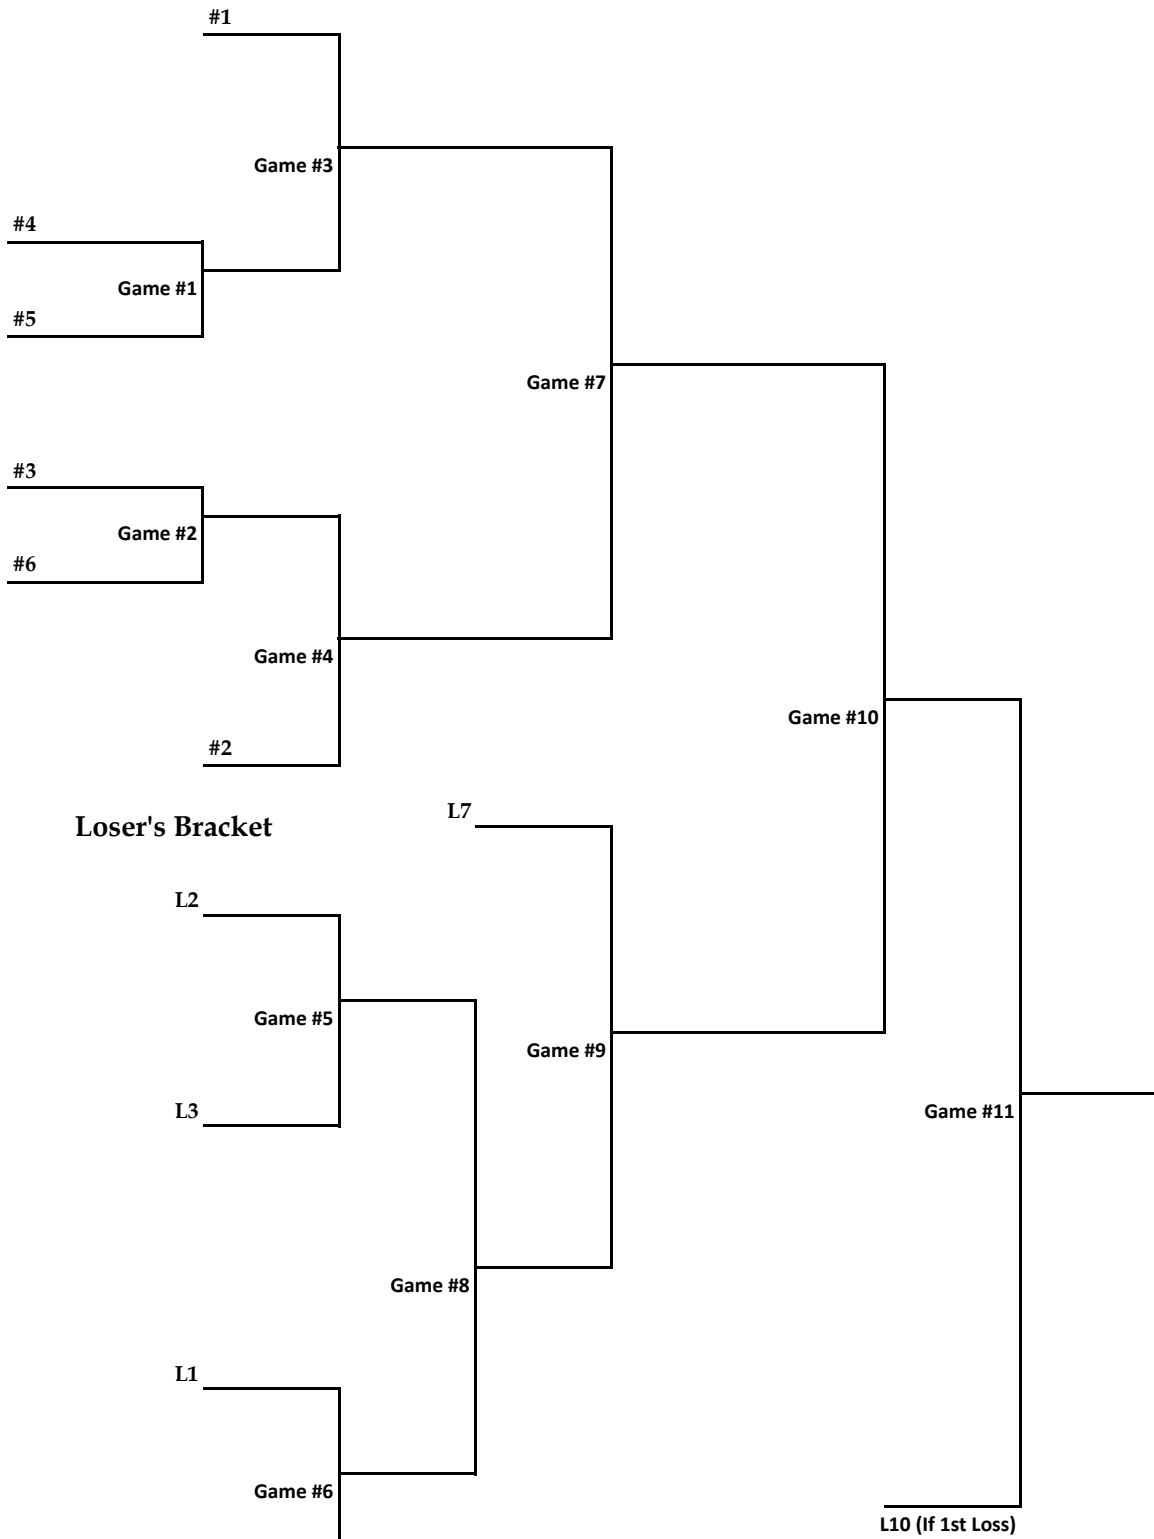 #1
Game #3
#4
Game #1
#5
Game #7
#3
Game #2
#6
Game #4
Game #10
#2
L7
Loser's Bracket
L2
Game #5
Game #9
L3
Game #11
Game #8
L1
Game #6
L10 (If 1st Loss)